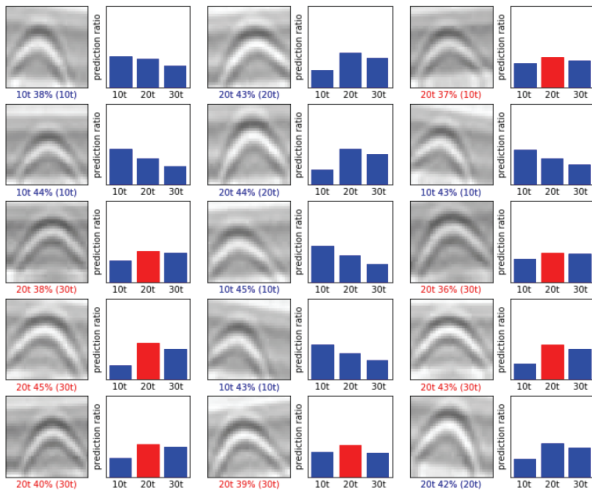 prediction ratio
prediction ratio
prediction ratio
10t 20t 30t
10t 20t 30t
10t 20t 30t
10t 38% (10t)
20t 43% (20t)
20t 37% (10t)
prediction ratio
prediction ratio
prediction ratio
10t 20t 30t
10t 20t 30t
10t 20t 30t
10t 44% (10t)
20t 44% (20t)
10t 43% (10t)
prediction ratio
prediction ratio
prediction ratio
10t 20t 30t
10t 20t 30t
10t 20t 30t
20t 38% (30t)
10t 45% (10t)
20t 36% (30t)
prediction ratio
prediction ratio
prediction ratio
10t 20t 30t
10t 20t 30t
10t 20t 30t
20t 45% (30t)
10t 43% (10t)
20t 43% (30t)
prediction ratio
prediction ratio
prediction ratio
10t 20t 30t
10t 20t 30t
10t 20t 30t
20t 40% (30t)
20t 39% (30t)
20t 42% (20t)